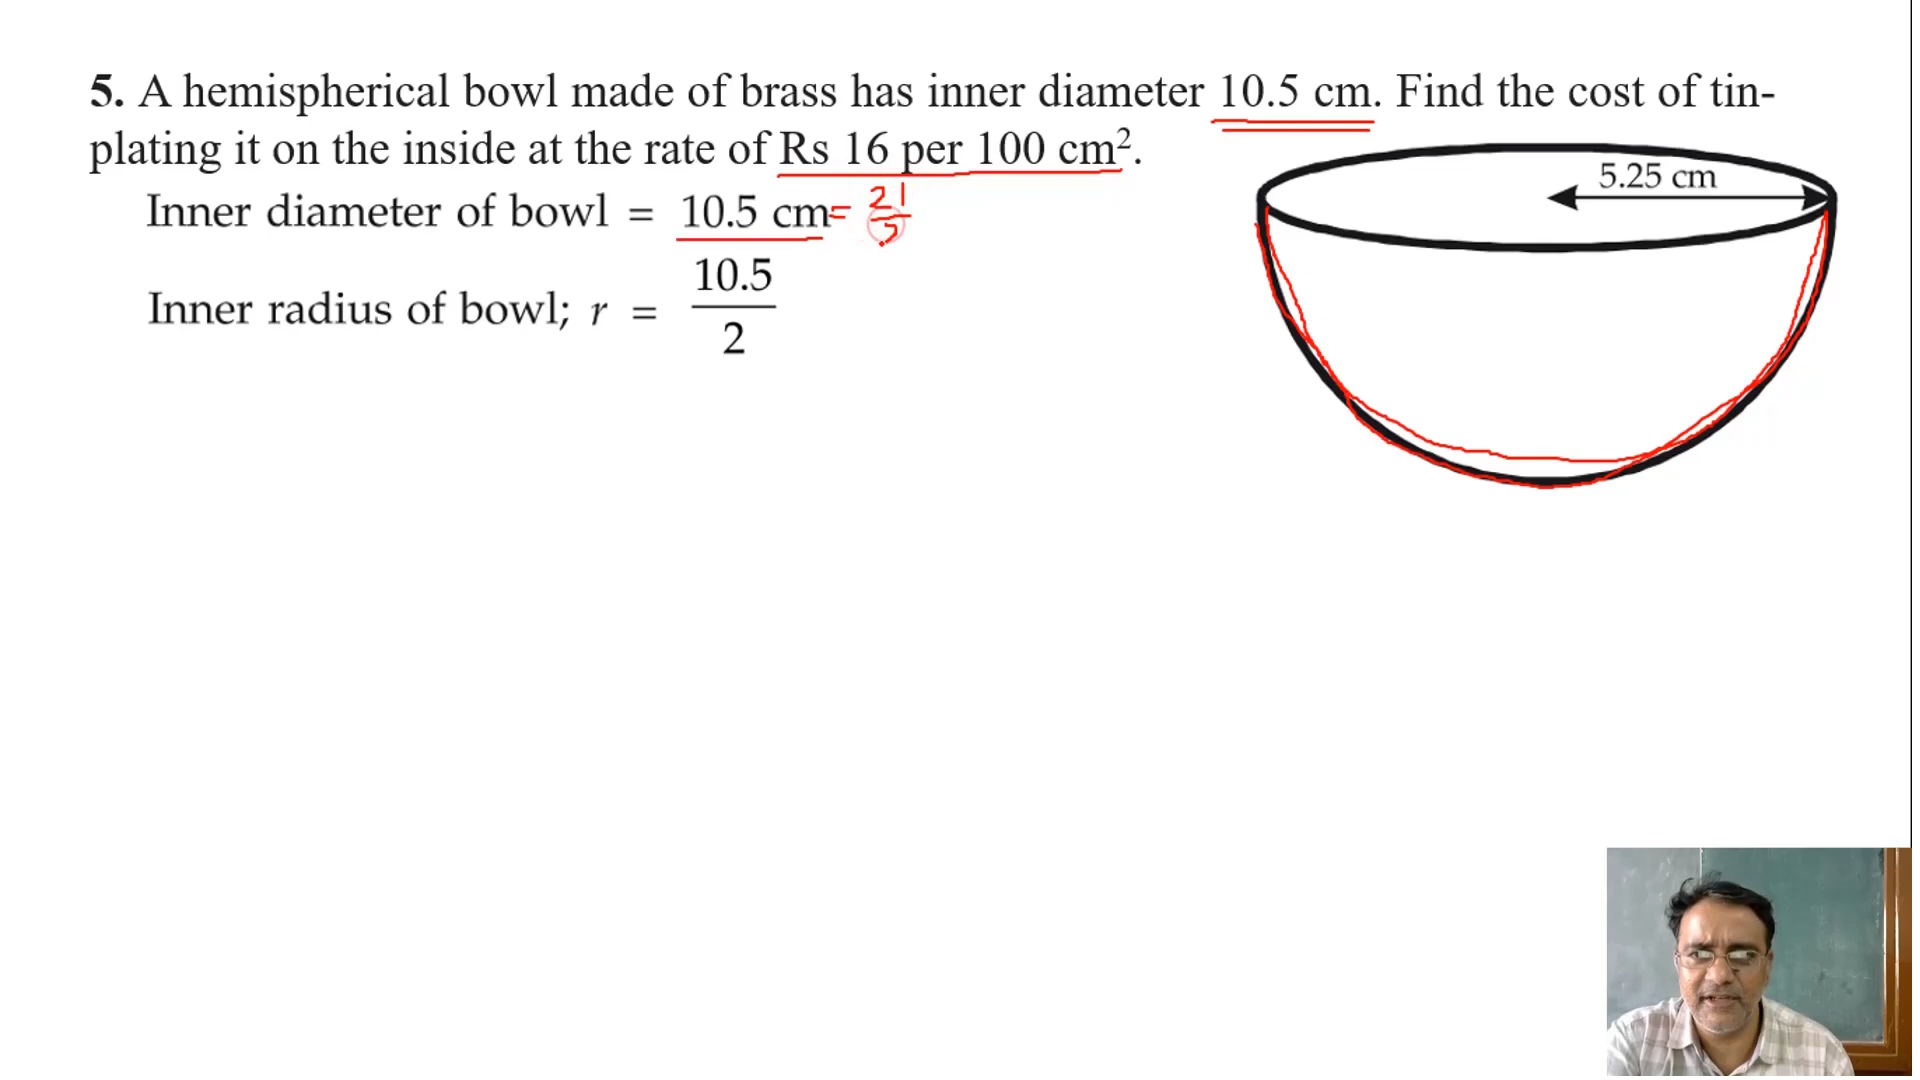 5. A hemispherical bowl made of brass has inner diameter 10.5 cm. Find the cost of tin-
plating it on the inside at the rate of Rs 16 per 100 cm².
5.25 cm
Inner diameter of bowl = 10.5 cm = 21
Inner radius of bowl; r = 10.5/2